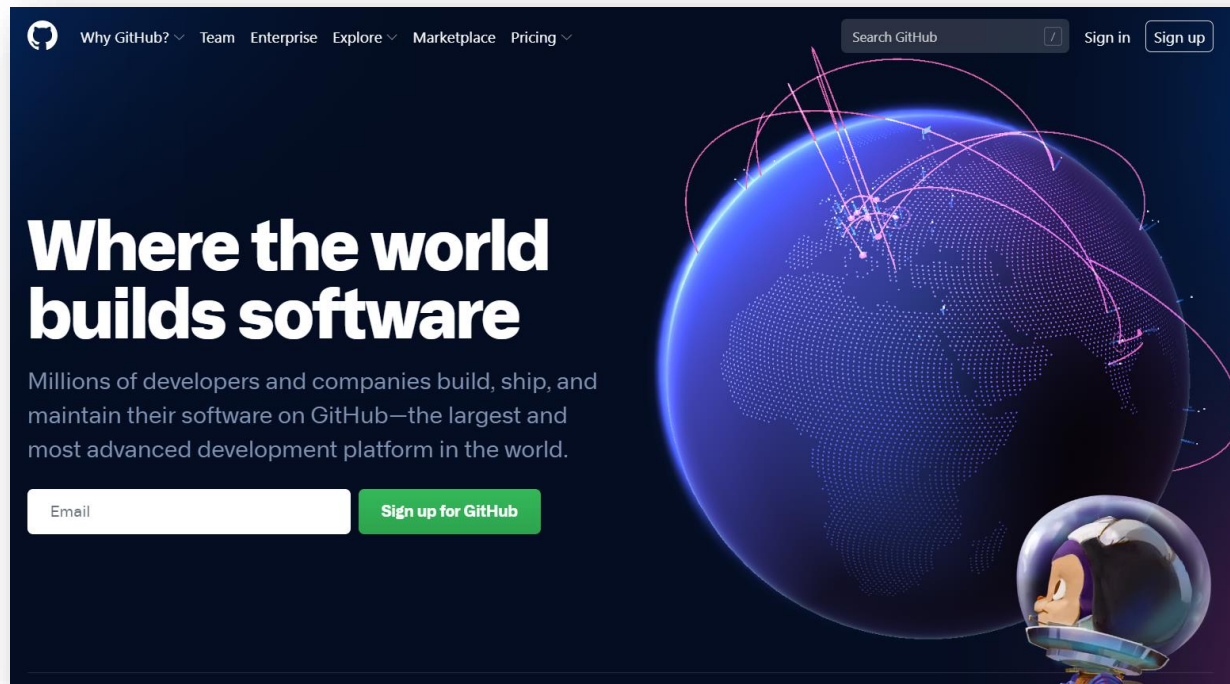 Why GitHub? Team Enterprise Explore Marketplace Pricing Search GitHub / Sign in Sign up
Where the world
builds software
Millions of developers and companies build, ship, and
maintain their software on GitHub—the largest and
most advanced development platform in the world.
Email Sign up for GitHub